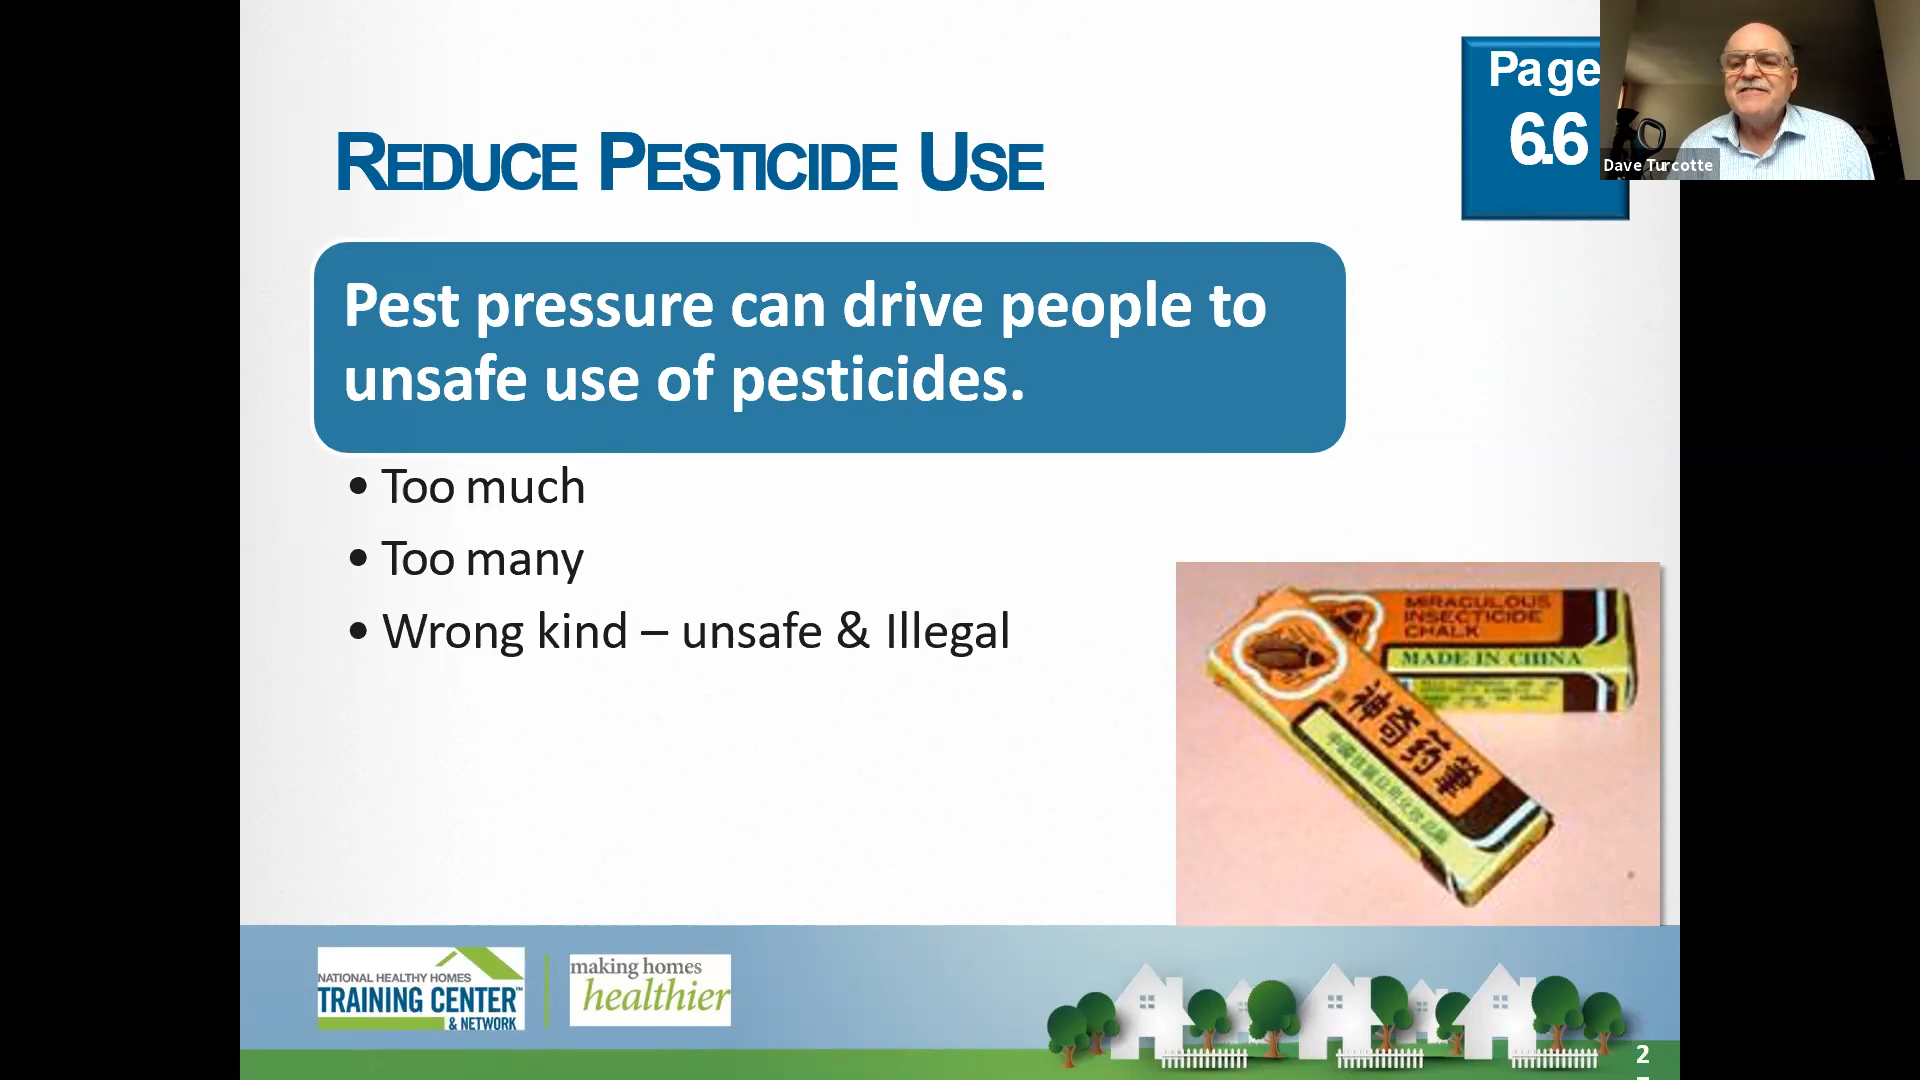 Page
6.6
Dave Turcotte
REDUCE PESTICIDE USE
Pest pressure can drive people to
unsafe use of pesticides.
• Too much
• Too many
• Wrong kind – unsafe & Illegal
MIRACULOUS
INSECTICIDE
CHALK
MADE IN CHINA
神奇药筆
NATIONAL HEALTHY HOMES
TRAINING CENTER™
& NETWORK
making homes
healthier
2